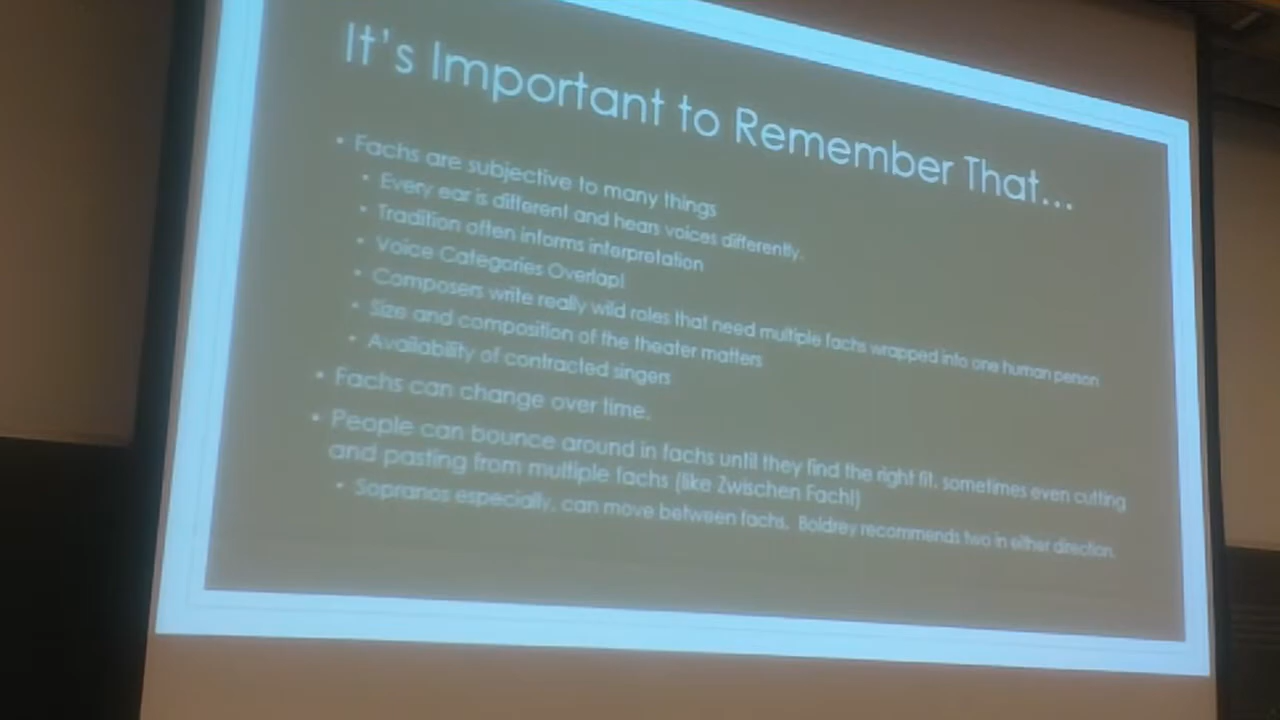 It's Important to Remember That...
• Fachs are subjective to many things
• Every ear is different and hears voices differently.
• Tradition often informs interpretation
• Voice Categories Overlap!
• Composers write really wild roles that need multiple fachs wrapped into one human person
• Size and composition of the theater matters
• Availability of contracted singers
• Fachs can change over time.
• People can bounce around in fachs until they find the right fit, sometimes even cutting
and pasting from multiple fachs (like Zwischen Fach!)
• Sopranos especially, can move between fachs. Boldrey recommends two in either direction.